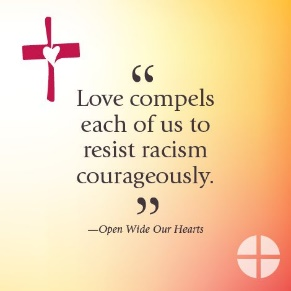 “
Love compels
each of us to
resist racism
courageously.
”
—Open Wide Our Hearts